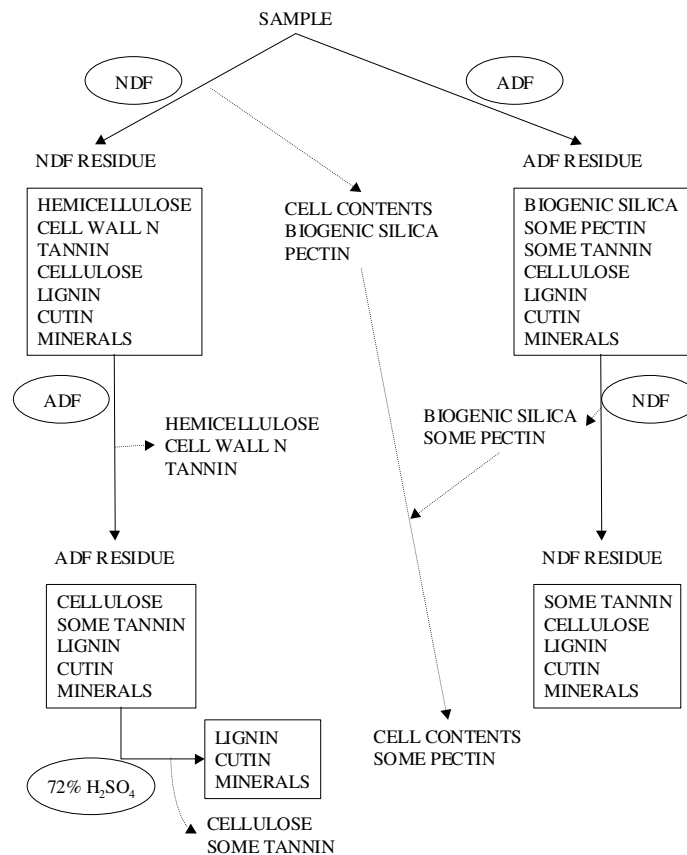 SAMPLE
NDF
ADF
NDF RESIDUE
ADF RESIDUE
HEMICELLULOSE
CELL WALL N
TANNIN
CELLULOSE
LIGNIN
CUTIN
MINERALS
CELL CONTENTS
BIOGENIC SILICA
PECTIN
BIOGENIC SILICA
SOME PECTIN
SOME TANNIN
CELLULOSE
LIGNIN
CUTIN
MINERALS
ADF
NDF
HEMICELLULOSE
CELL WALL N
TANNIN
BIOGENIC SILICA
SOME PECTIN
ADF RESIDUE
NDF RESIDUE
CELLULOSE
SOME TANNIN
LIGNIN
CUTIN
MINERALS
SOME TANNIN
CELLULOSE
LIGNIN
CUTIN
MINERALS
72% H₂SO₄
LIGNIN
CUTIN
MINERALS
CELL CONTENTS
SOME PECTIN
CELLULOSE
SOME TANNIN